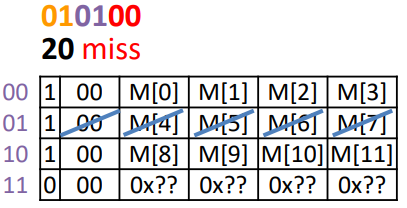 010100
20 miss
00 1 00 M[0] M[1] M[2] M[3]
01 1 00 M[4] M[5] M[6] M[7]
10 1 00 M[8] M[9] M[10] M[11]
11 0 00 0x?? 0x?? 0x?? 0x??